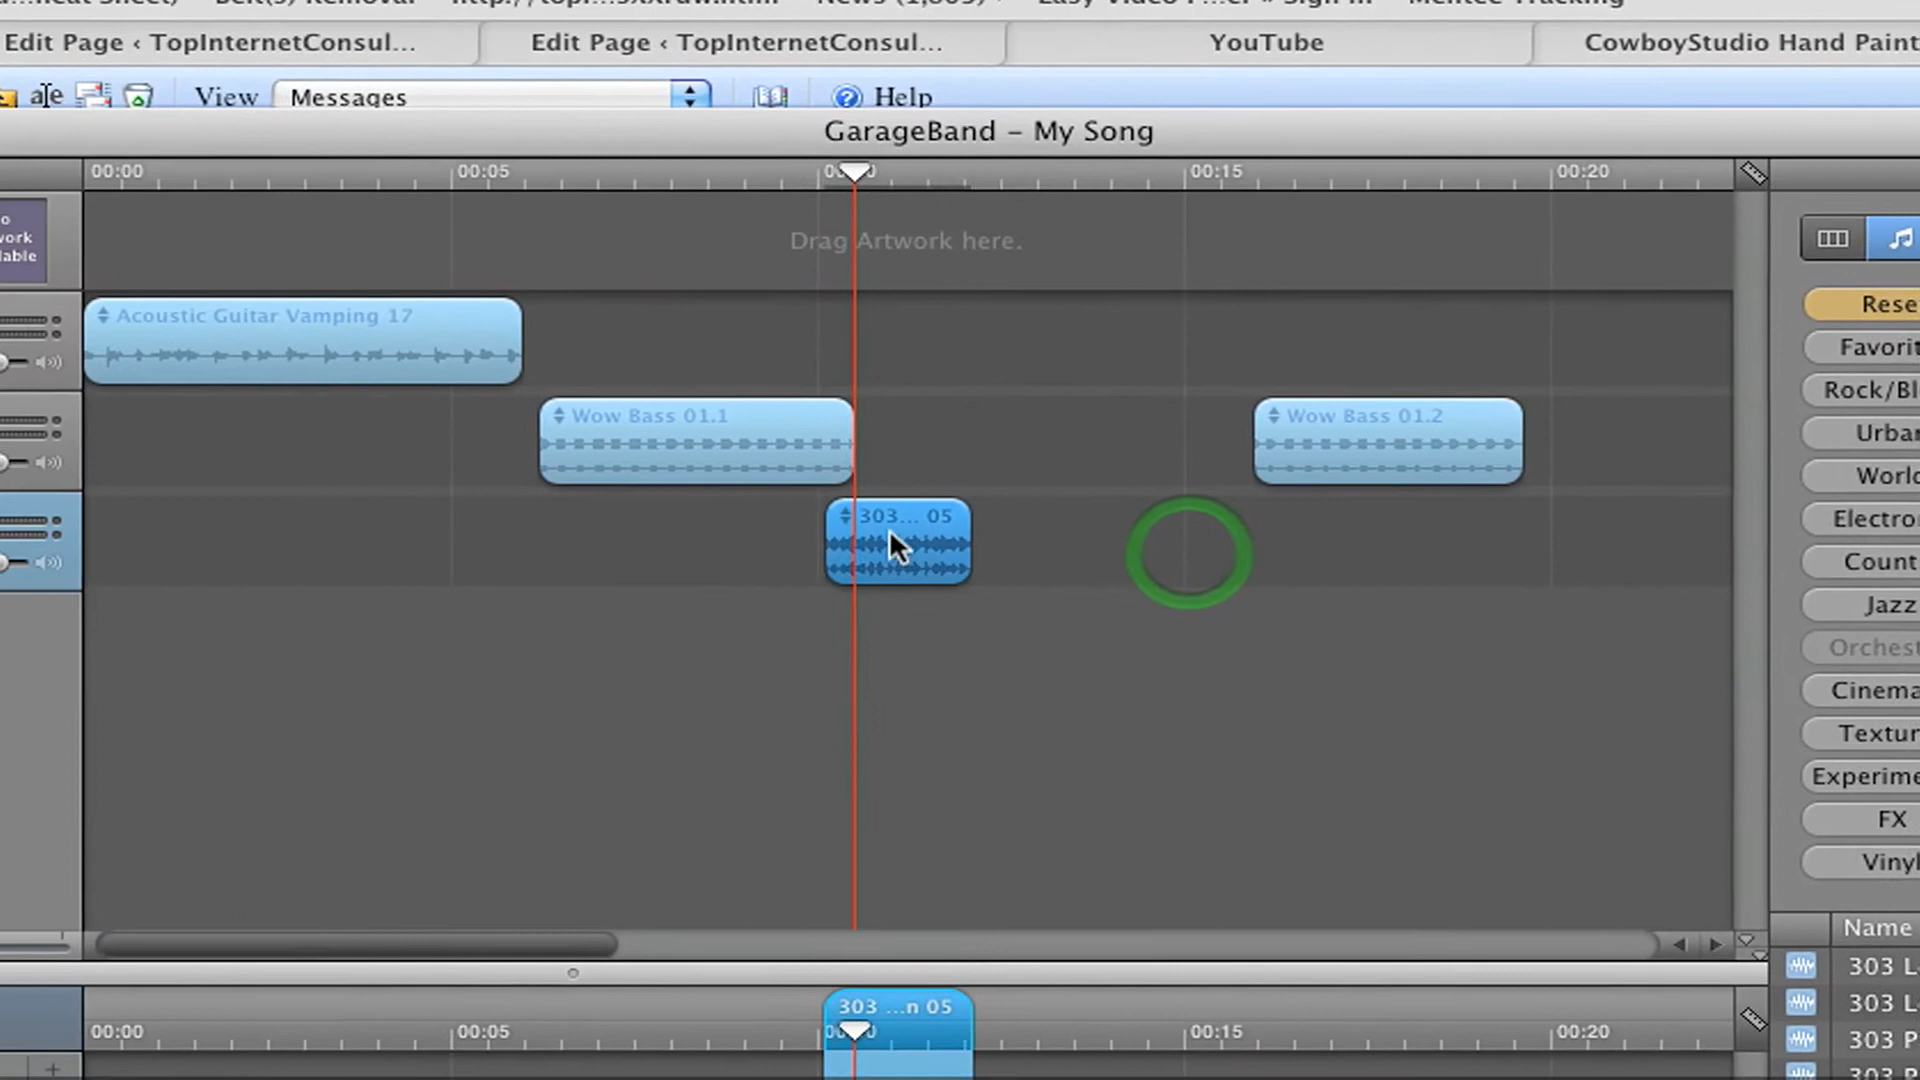 Edit Page ‹ TopInternetConsul...
Edit Page ‹ TopInternetConsul...
YouTube
CowboyStudio Hand Paint
View
Messages
Help
GarageBand – My Song
00:00
00:05
00:15
00:20
Drag Artwork here.
Acoustic Guitar Vamping 17
Wow Bass 01.1
Wow Bass 01.2
303... 05
Rese
Favorit
Rock/Bl
Urba
World
Electro
Count
Jazz
Orchest
Cinema
Textur
Experime
FX
Vinyl
Name
303 L
303 L
303 P
303 ...n 05
00:00
00:05
00:15
00:20